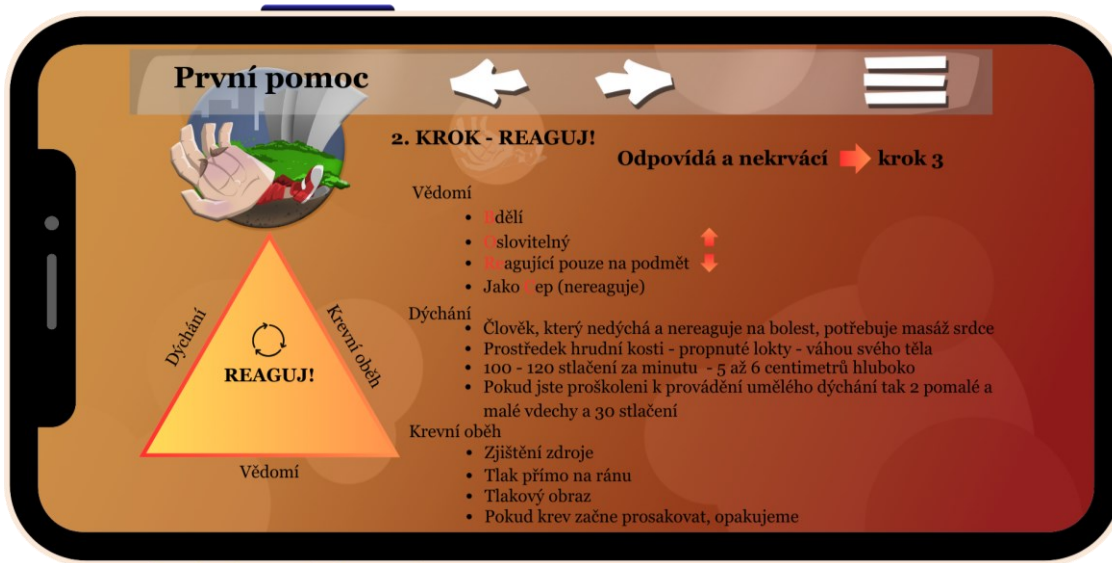 První pomoc
2. KROK - REAGUJ!
Odpovídá a nekrvácí krok 3
Vědomí
• Bdělí
• Oslovitelný
• Reagující pouze na podmět
• Jako Cep (nereaguje)
Dýchání
• Člověk, který nedýchá a nereaguje na bolest, potřebuje masáž srdce
• Prostředek hrudní kosti - propnuté lokty - váhou svého těla
• 100 - 120 stlačení za minutu - 5 až 6 centimetrů hluboko
• Pokud jste proškoleni k provádění umělého dýchání tak 2 pomalé a
malé vdechy a 30 stlačení
Krevní oběh
• Zjištění zdroje
• Tlak přímo na ránu
• Tlakový obraz
• Pokud krev začne prosakovat, opakujeme
Dýchání
Krevní oběh
REAGUJ!
Vědomí